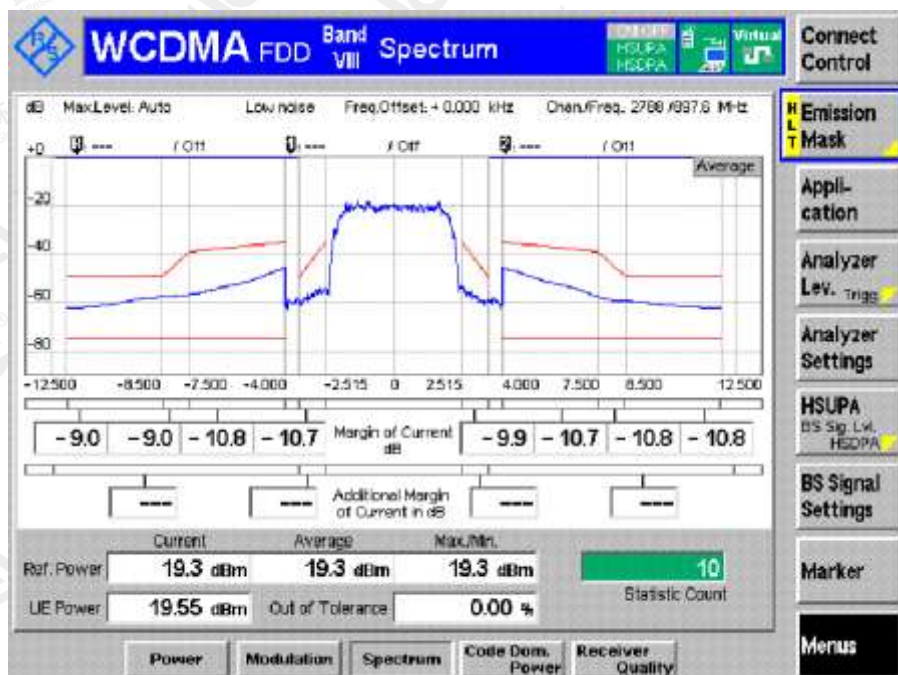 R&S WCDMA FDD Band VIII Spectrum
HSUPA
HSDPA
Virtual
Connect Control
dB Max.Level: Auto Low noise Freq.Offset: + 0.000 kHz Chan./Freq. 2788 /897.6 MHz
HLT Emission Mask
+0 --- / Off 1: --- / Off 2: --- / Off
Average
-20
-40
-60
-80
Appli-cation
Analyzer Lev. Trigg.
Analyzer Settings
-12.500 -8.500 -7.500 -4.000 -2.515 0 2.515 4.000 7.500 8.500 12.500
HSUPA
BS Sig. Lvl.
HSDPA
- 9.0 - 9.0 - 10.8 - 10.7 Margin of Current dB - 9.9 - 10.7 - 10.8 - 10.8
BS Signal Settings
--- --- Additional Margin of Current in dB --- ---
Current Average Max./Min.
Ref. Power 19.3 dBm 19.3 dBm 19.3 dBm 10
Statistic Count
UE Power 19.55 dBm Out of Tolerance 0.00 %
Marker
Menus
Power Modulation Spectrum Code Dom. Power Receiver Quality